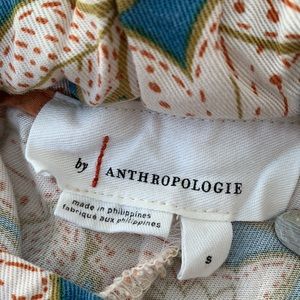 by ANTHROPOLOGIE
made in philippines
fabriqué aux philippines
S